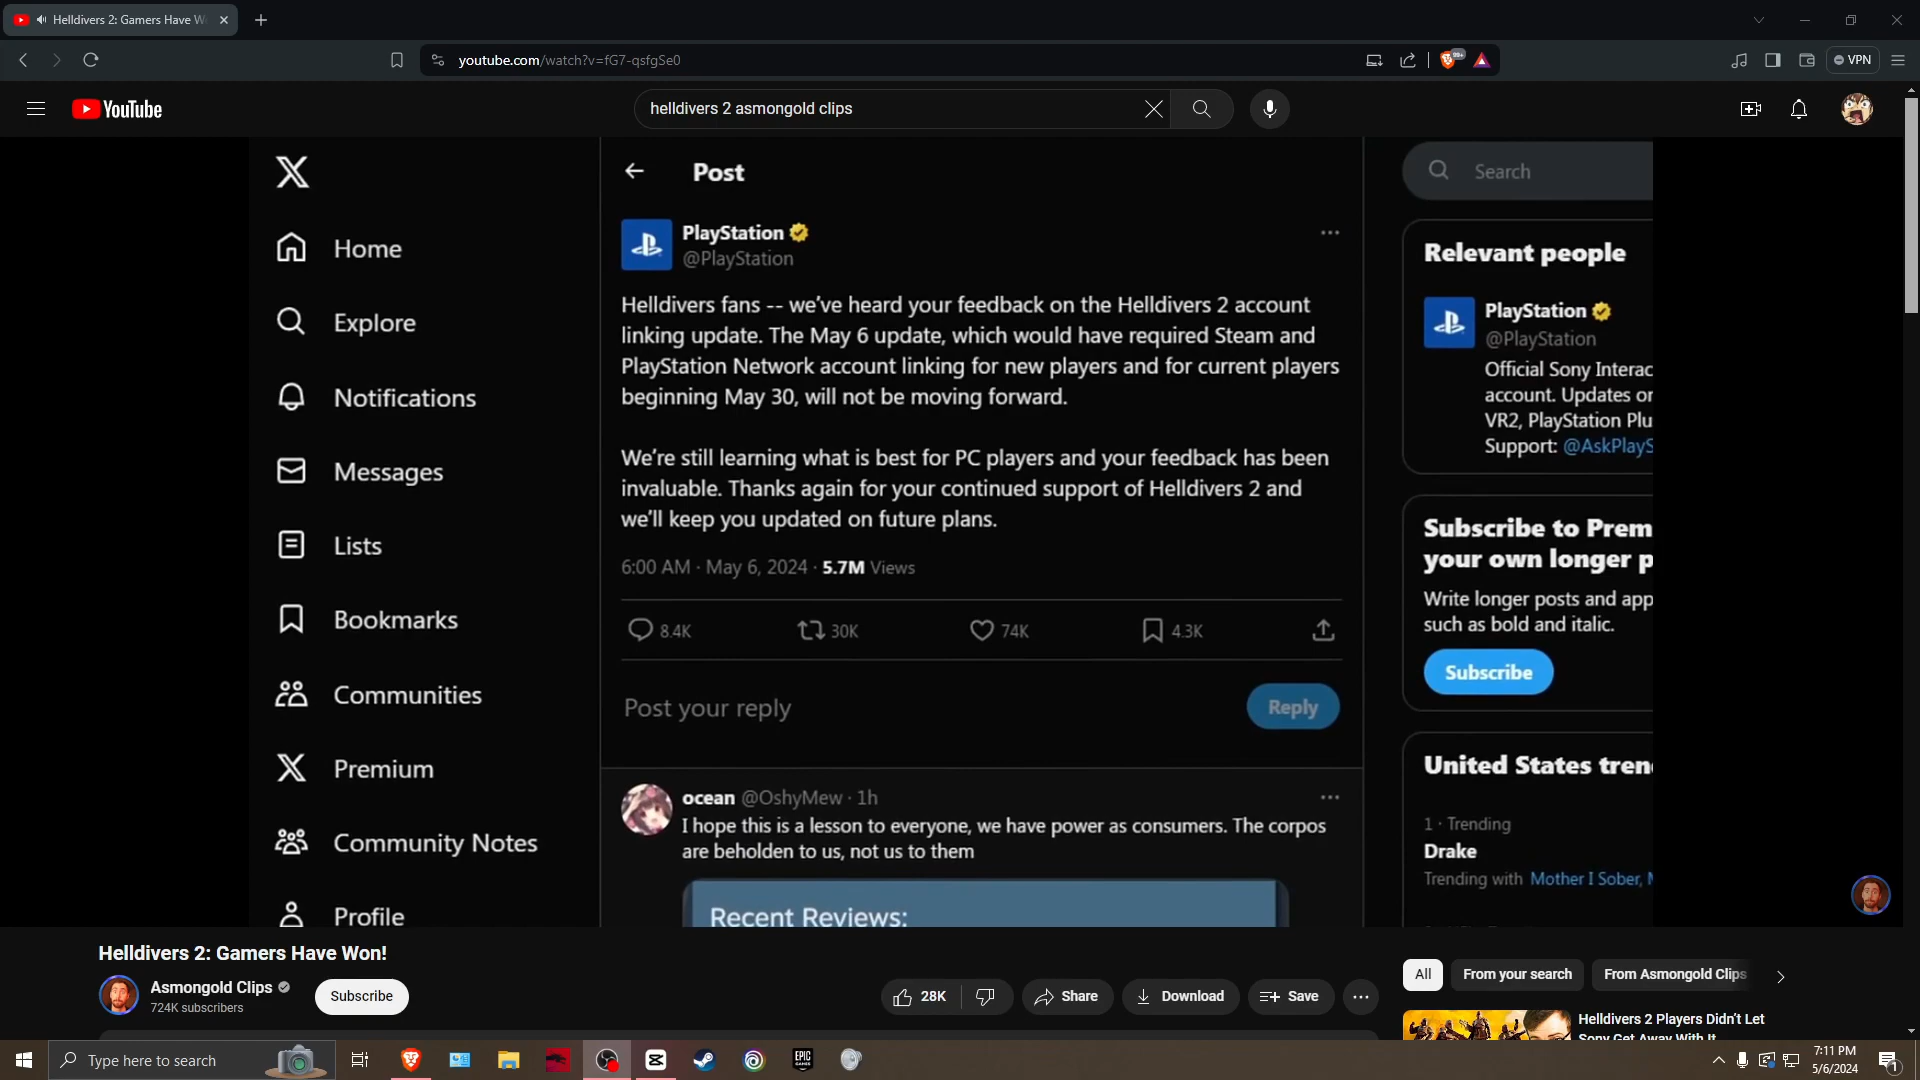 Helldivers 2: Gamers Have W
youtube.com/watch?v=fG7-qsfgSe0
99+
VPN
YouTube
helldivers 2 asmongold clips
Post
Search
PlayStation
@PlayStation
Helldivers fans -- we've heard your feedback on the Helldivers 2 account
linking update. The May 6 update, which would have required Steam and
PlayStation Network account linking for new players and for current players
beginning May 30, will not be moving forward.
We're still learning what is best for PC players and your feedback has been
invaluable. Thanks again for your continued support of Helldivers 2 and
we'll keep you updated on future plans.
6:00 AM · May 6, 2024 · 5.7M Views
8.4K
30K
74K
4.3K
Post your reply
Reply
ocean @OshyMew · 1h
I hope this is a lesson to everyone, we have power as consumers. The corpos
are beholden to us, not us to them
Recent Reviews:
Home
Explore
Notifications
Messages
Lists
Bookmarks
Communities
Premium
Community Notes
Profile
Relevant people
PlayStation
@PlayStation
Official Sony Interac
account. Updates or
VR2, PlayStation Plu
Support: @AskPlayS
Subscribe to Prem
your own longer p
Write longer posts and app
such as bold and italic.
Subscribe
United States tren
1 · Trending
Drake
Trending with Mother I Sober,
Helldivers 2: Gamers Have Won!
Asmongold Clips
724K subscribers
Subscribe
28K
Share
Download
Save
All
From your search
From Asmongold Clips
Helldivers 2 Players Didn't Let
Sony Get Away With It
Type here to search
EPIC
GAMES
7:11 PM
5/6/2024
1